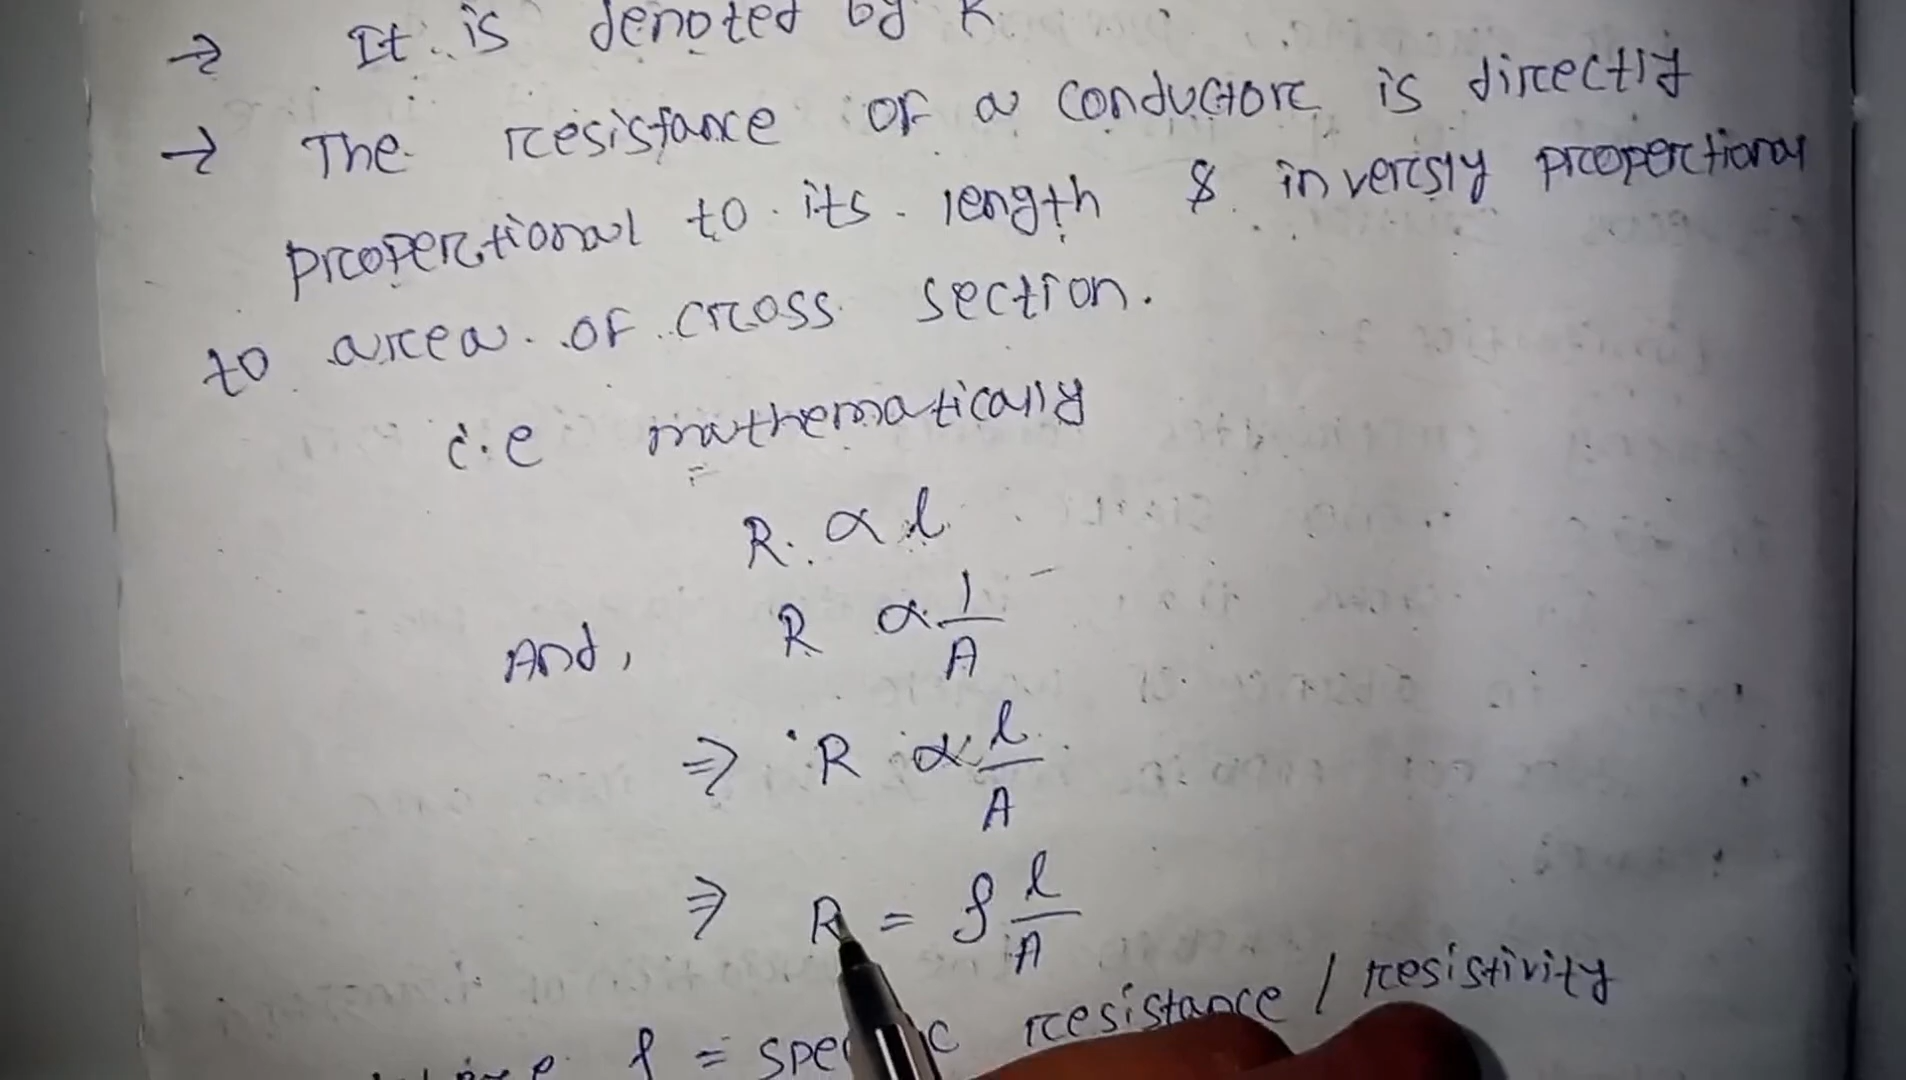 → It is denoted by R
→ The resistance of a conductor is directly
proportional to its length & inversly proportional
to area of cross section.
i.e mathematically
R ∝ l
And, R ∝ 1/A
⇒ R ∝ l/A
⇒ R = ρ l/A
ρ = resistance / resistivity